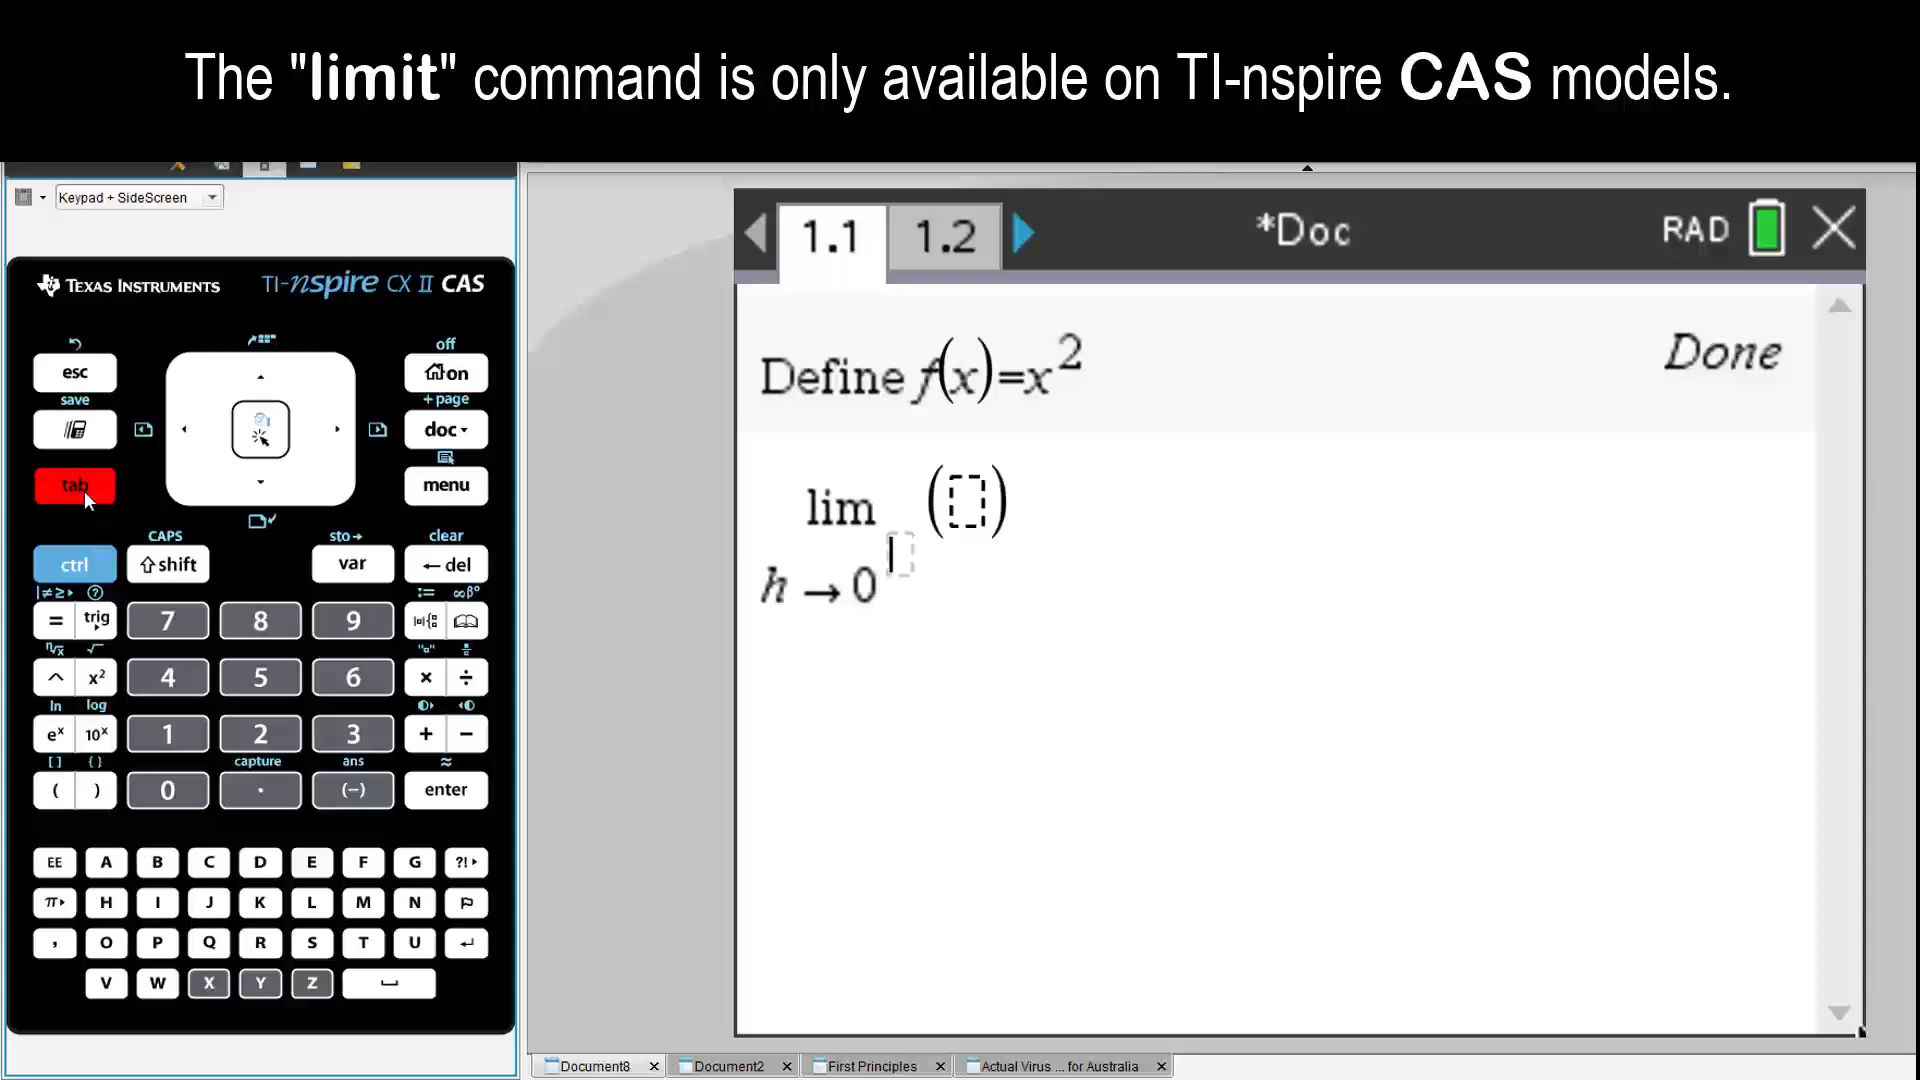 The "limit" command is only available on TI-nspire CAS models.
Keypad + SideScreen
TEXAS INSTRUMENTS TI-nspire CX II CAS
off
esc
on
save
+ page
doc
tab
menu
CAPS sto→ clear
ctrl ⇧shift var ←del
|≠≥▸ ? := ∞β°
= trig 7 8 9
ⁿ√x √ "▫"
^ x² 4 5 6 × ÷
ln log
eˣ 10ˣ 1 2 3 + −
[ ] { } capture ans ≈
( ) 0 . (−) enter
EE A B C D E F G ?!▸
π▸ H I J K L M N
, O P Q R S T U ↵
V W X Y Z
1.1 1.2 *Doc RAD
Define f(x)=x² Done
lim ( )
h→0
Document8 Document2 First Principles Actual Virus ... for Australia